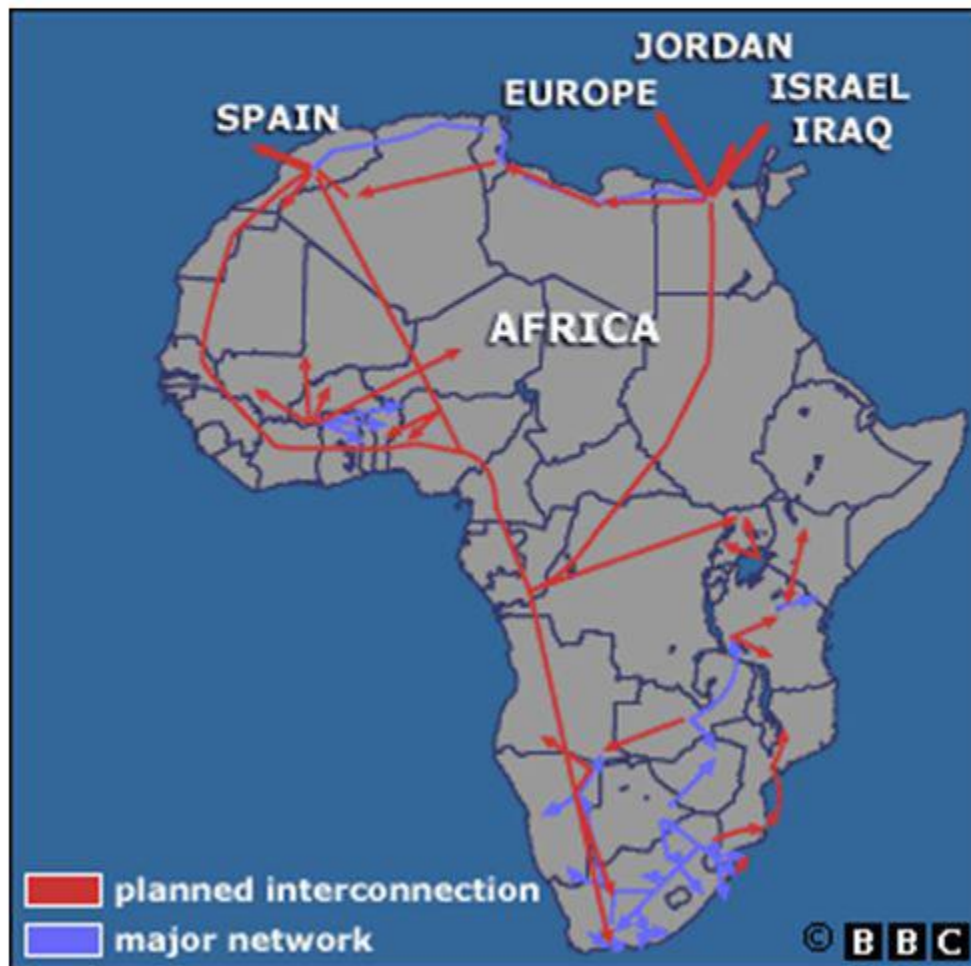 JORDAN
EUROPE
ISRAEL
IRAQ
SPAIN
AFRICA
planned interconnection
major network
© BBC